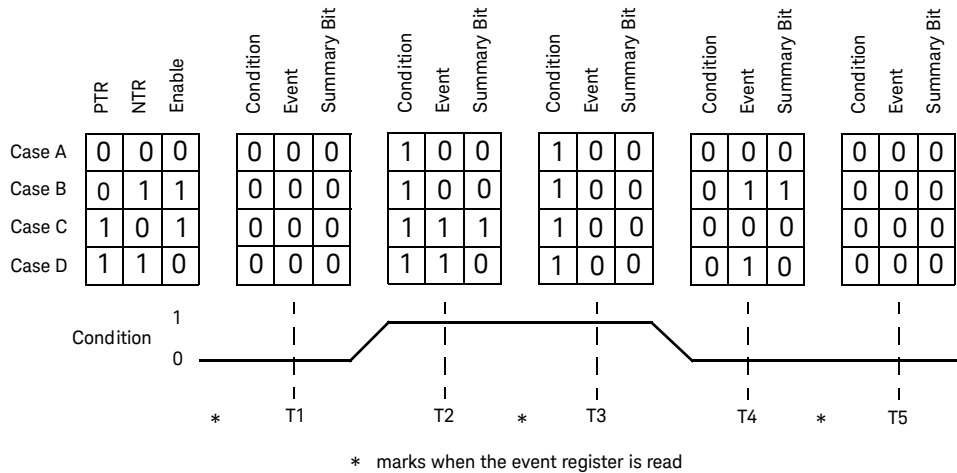 PTR NTR Enable Condition Event Summary Bit Condition Event Summary Bit Condition Event Summary Bit Condition Event Summary Bit Condition Event Summary Bit
Case A 0 0 0 0 0 0 1 0 0 1 0 0 0 0 0 0 0 0
Case B 0 1 1 0 0 0 1 0 0 1 0 0 0 1 1 0 0 0
Case C 1 0 1 0 0 0 1 1 1 1 0 0 0 0 0 0 0 0
Case D 1 1 0 0 0 0 1 1 0 1 0 0 0 1 0 0 0 0
1
Condition
0
* T1 T2 * T3 T4 * T5
* marks when the event register is read